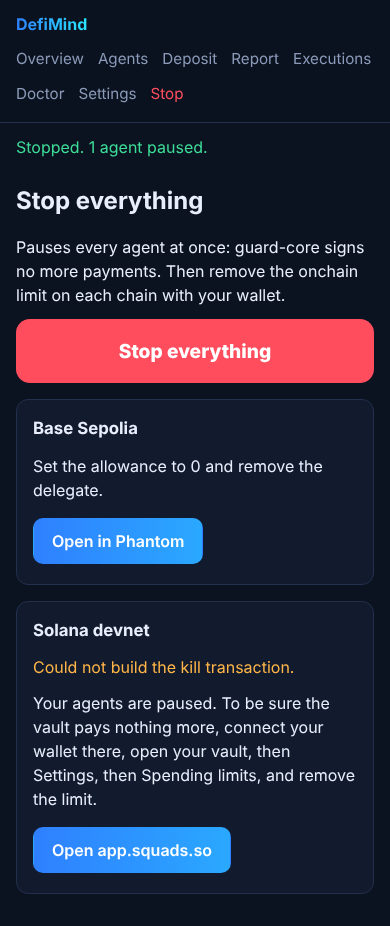 DefiMind
Overview Agents Deposit Report Executions
Doctor Settings Stop
Stopped. 1 agent paused.
Stop everything
Pauses every agent at once: guard-core signs
no more payments. Then remove the onchain
limit on each chain with your wallet.
Stop everything
Base Sepolia
Set the allowance to 0 and remove the
delegate.
Open in Phantom
Solana devnet
Could not build the kill transaction.
Your agents are paused. To be sure the
vault pays nothing more, connect your
wallet there, open your vault, then
Settings, then Spending limits, and remove
the limit.
Open app.squads.so